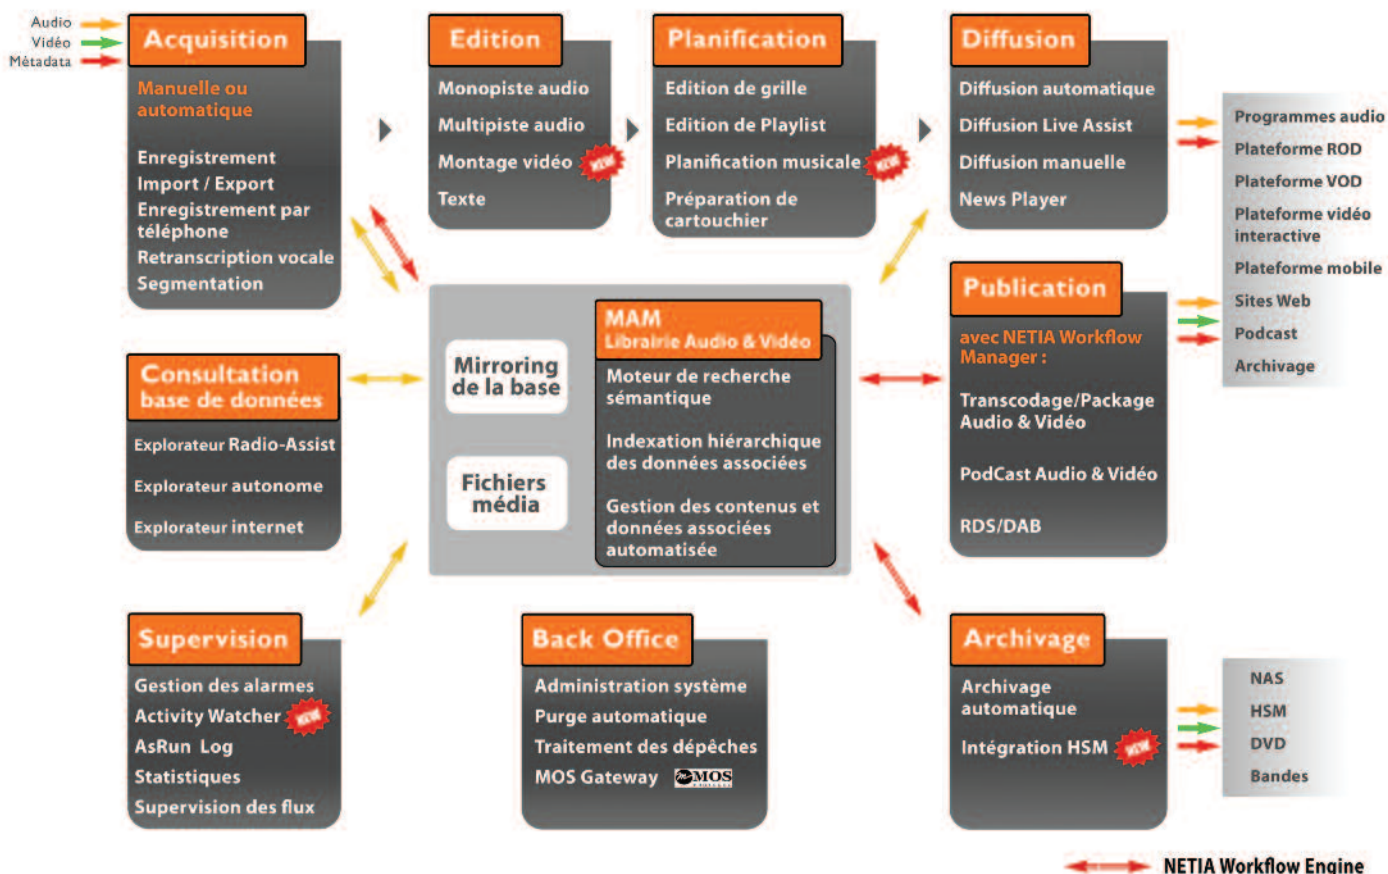 Audio
Vidéo
Métadata
Acquisition
Manuelle ou
automatique
Enregistrement
Import / Export
Enregistrement par
téléphone
Retranscription vocale
Segmentation
Edition
Monopiste audio
Multipiste audio
Montage vidéo NEW
Texte
Planification
Edition de grille
Edition de Playlist
Planification musicale NEW
Préparation de
cartouchier
Diffusion
Diffusion automatique
Diffusion Live Assist
Diffusion manuelle
News Player
Programmes audio
Plateforme ROD
Plateforme VOD
Plateforme vidéo
interactive
Plateforme mobile
Sites Web
Podcast
Archivage
Consultation
base de données
Explorateur Radio-Assist
Explorateur autonome
Explorateur internet
Mirroring
de la base
Fichiers
média
MAM
Librairie Audio & Vidéo
Moteur de recherche
sémantique
Indexation hiérarchique
des données associées
Gestion des contenus et
données associées
automatisée
Publication
avec NETIA Workflow
Manager :
Transcodage/Package
Audio & Vidéo
PodCast Audio & Vidéo
RDS/DAB
Supervision
Gestion des alarmes
Activity Watcher NEW
AsRun Log
Statistiques
Supervision des flux
Back Office
Administration système
Purge automatique
Traitement des dépêches
MOS Gateway MOS
Archivage
Archivage
automatique
Intégration HSM NEW
NAS
HSM
DVD
Bandes
NETIA Workflow Engine